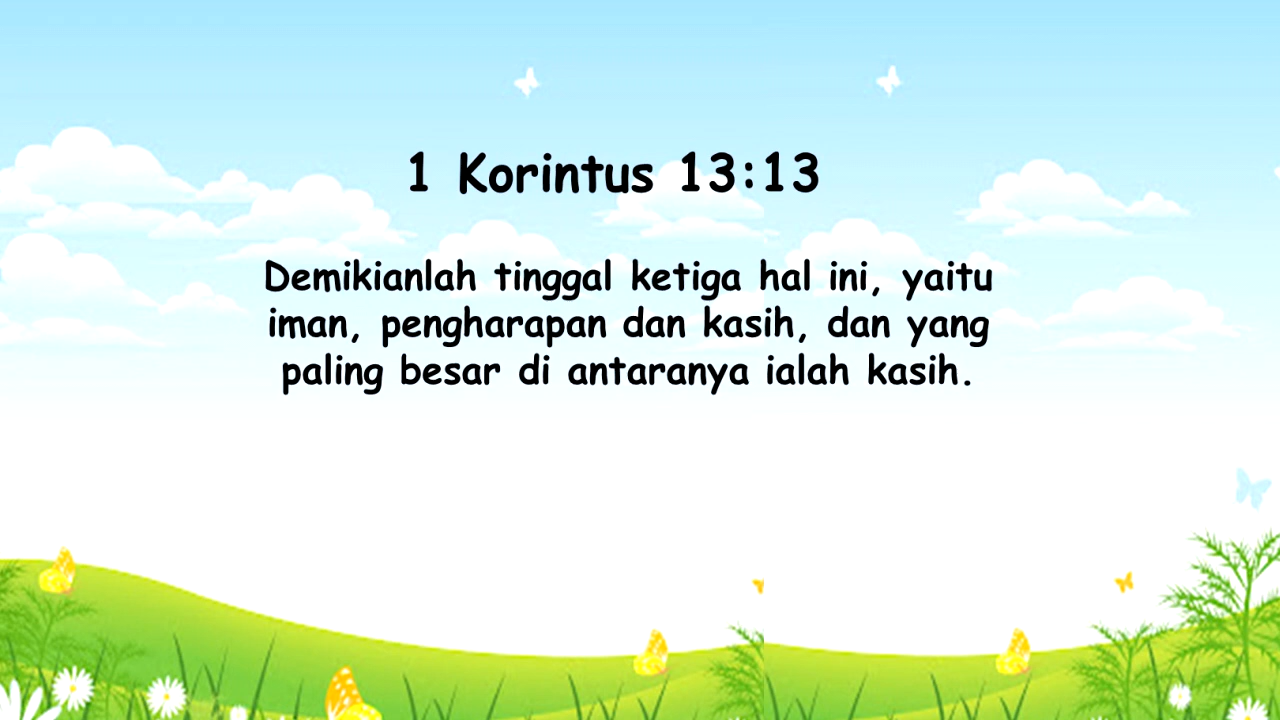 1 Korintus 13:13
Demikianlah tinggal ketiga hal ini, yaitu
iman, pengharapan dan kasih, dan yang
paling besar di antaranya ialah kasih.